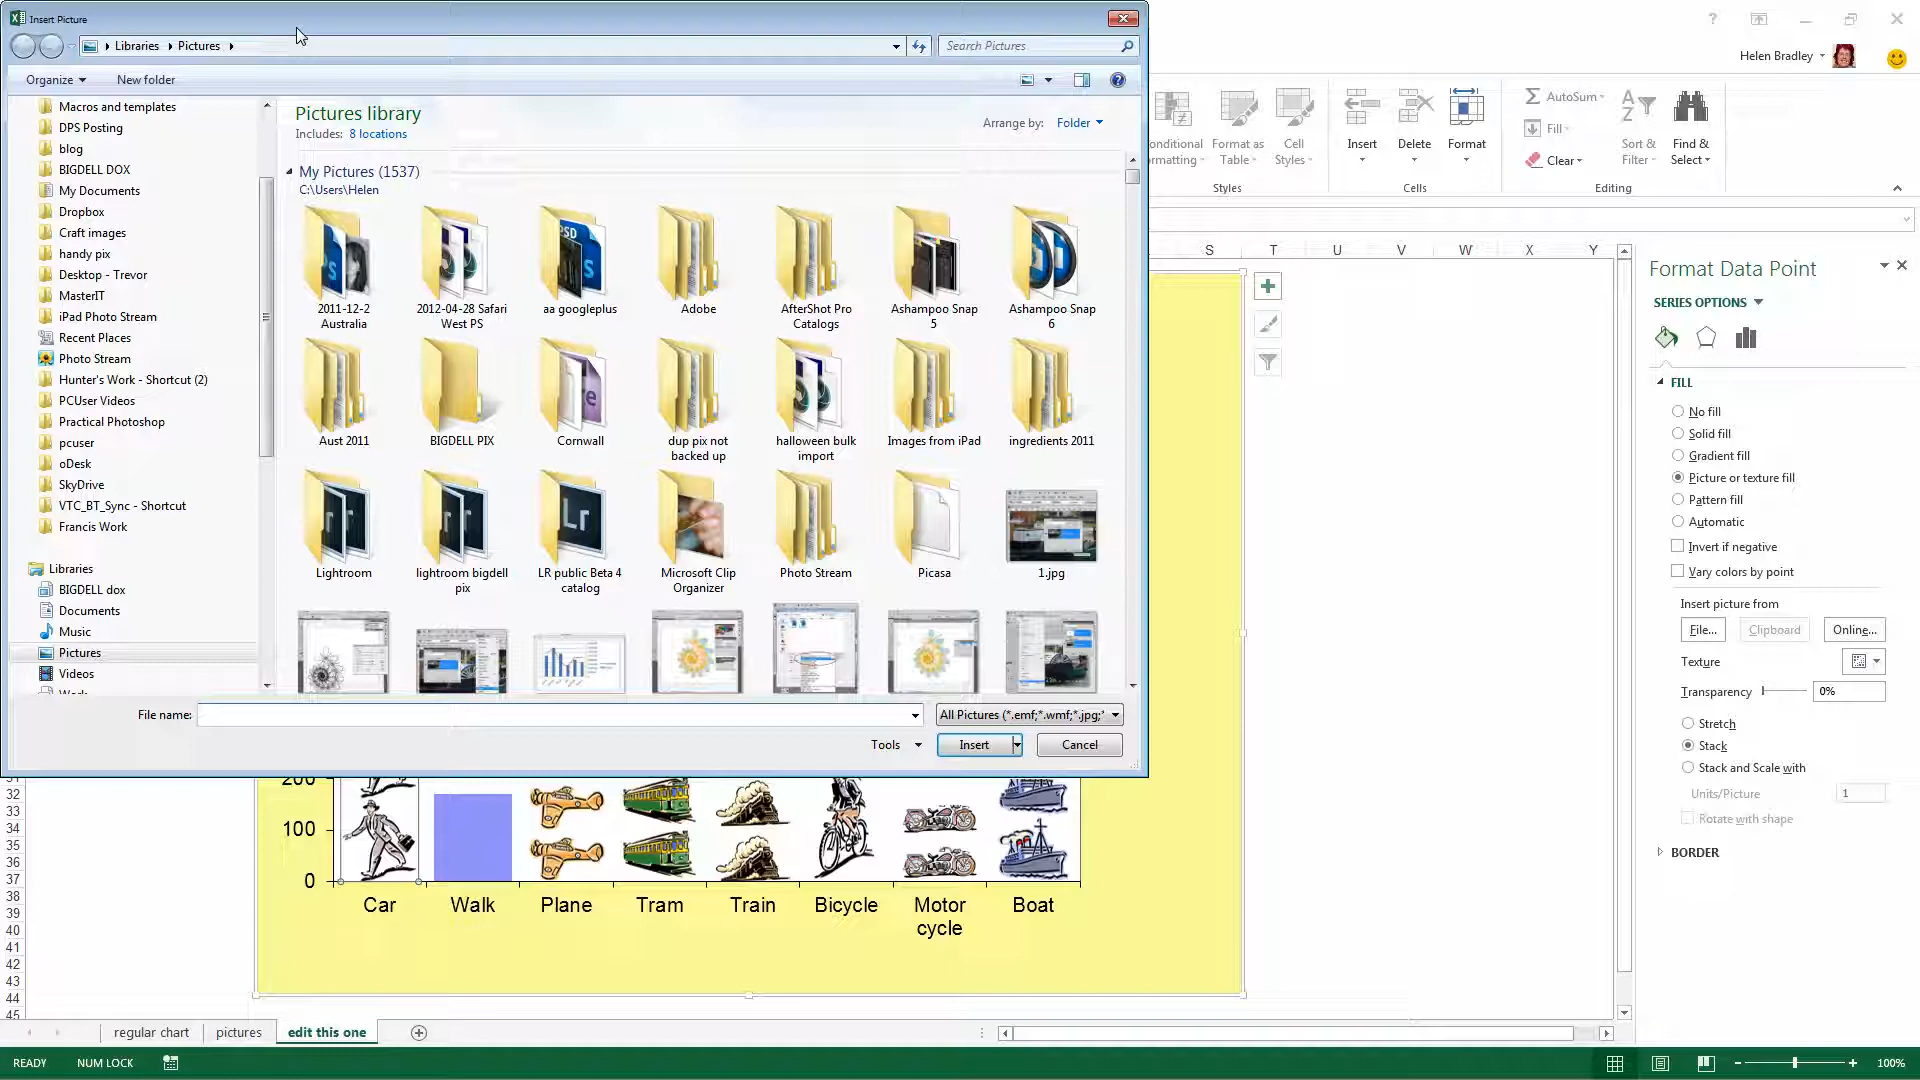 Insert Picture
Libraries
Pictures
Search Pictures
Helen Bradley
Organize
New folder
Macros and templates
DPS Posting
blog
BIGDELL DOX
My Documents
Dropbox
Craft images
handy pix
Desktop - Trevor
MasterIT
iPad Photo Stream
Recent Places
Photo Stream
Hunter's Work - Shortcut (2)
PCUser Videos
Practical Photoshop
pcuser
oDesk
SkyDrive
VTC_BT_Sync - Shortcut
Francis Work
Libraries
BIGDELL dox
Documents
Music
Pictures
Videos
Pictures library
Includes: 8 locations
Arrange by: Folder
My Pictures (1537)
C:\Users\Helen
2011-12-2 Australia
2012-04-28 Safari West PS
aa googleplus
Adobe
AfterShot Pro Catalogs
Ashampoo Snap 5
Ashampoo Snap 6
Aust 2011
BIGDELL PIX
Cornwall
dup pix not backed up
halloween bulk import
Images from iPad
ingredients 2011
Lightroom
lightroom bigdell pix
LR public Beta 4 catalog
Microsoft Clip Organizer
Photo Stream
Picasa
1.jpg
File name:
All Pictures (*.emf;*.wmf;*.jpg;*
Tools
Insert
Cancel
Format as Table
Cell Styles
Styles
Insert
Delete
Format
Cells
AutoSum
Fill
Clear
Sort & Filter
Find & Select
Editing
S T U V W X Y
Format Data Point
SERIES OPTIONS
FILL
No fill
Solid fill
Gradient fill
Picture or texture fill
Pattern fill
Automatic
Invert if negative
Vary colors by point
Insert picture from
File...
Clipboard
Online...
Texture
Transparency
0%
Stretch
Stack
Stack and Scale with
Units/Picture
1
Rotate with shape
BORDER
100
0
Car
Walk
Plane
Tram
Train
Bicycle
Motor cycle
Boat
32
33
34
35
36
37
38
39
40
41
42
43
44
45
regular chart
pictures
edit this one
READY
NUM LOCK
100%